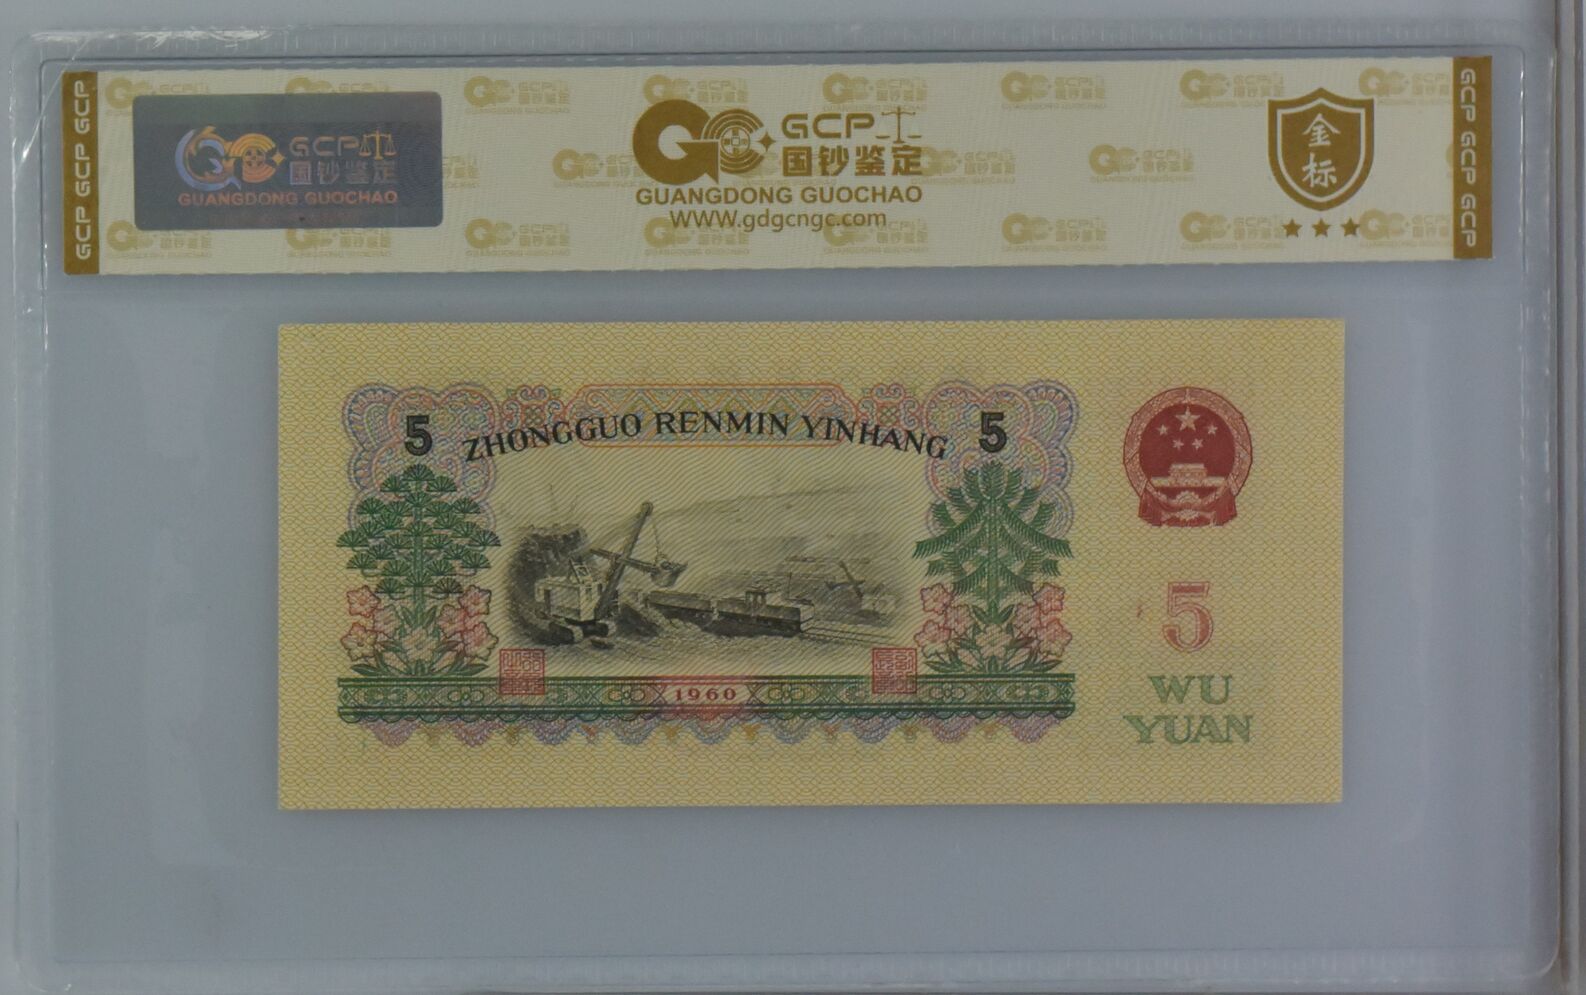 GCP GCP GCP
GCP
国钞鉴定
GUANGDONG GUOCHAO
GCP
国钞鉴定
GUANGDONG GUOCHAO
WWW.gdgcngc.com
金
标
GCP GCP GCP
5 ZHONGGUO RENMIN YINHANG 5
1960
5
WU
YUAN